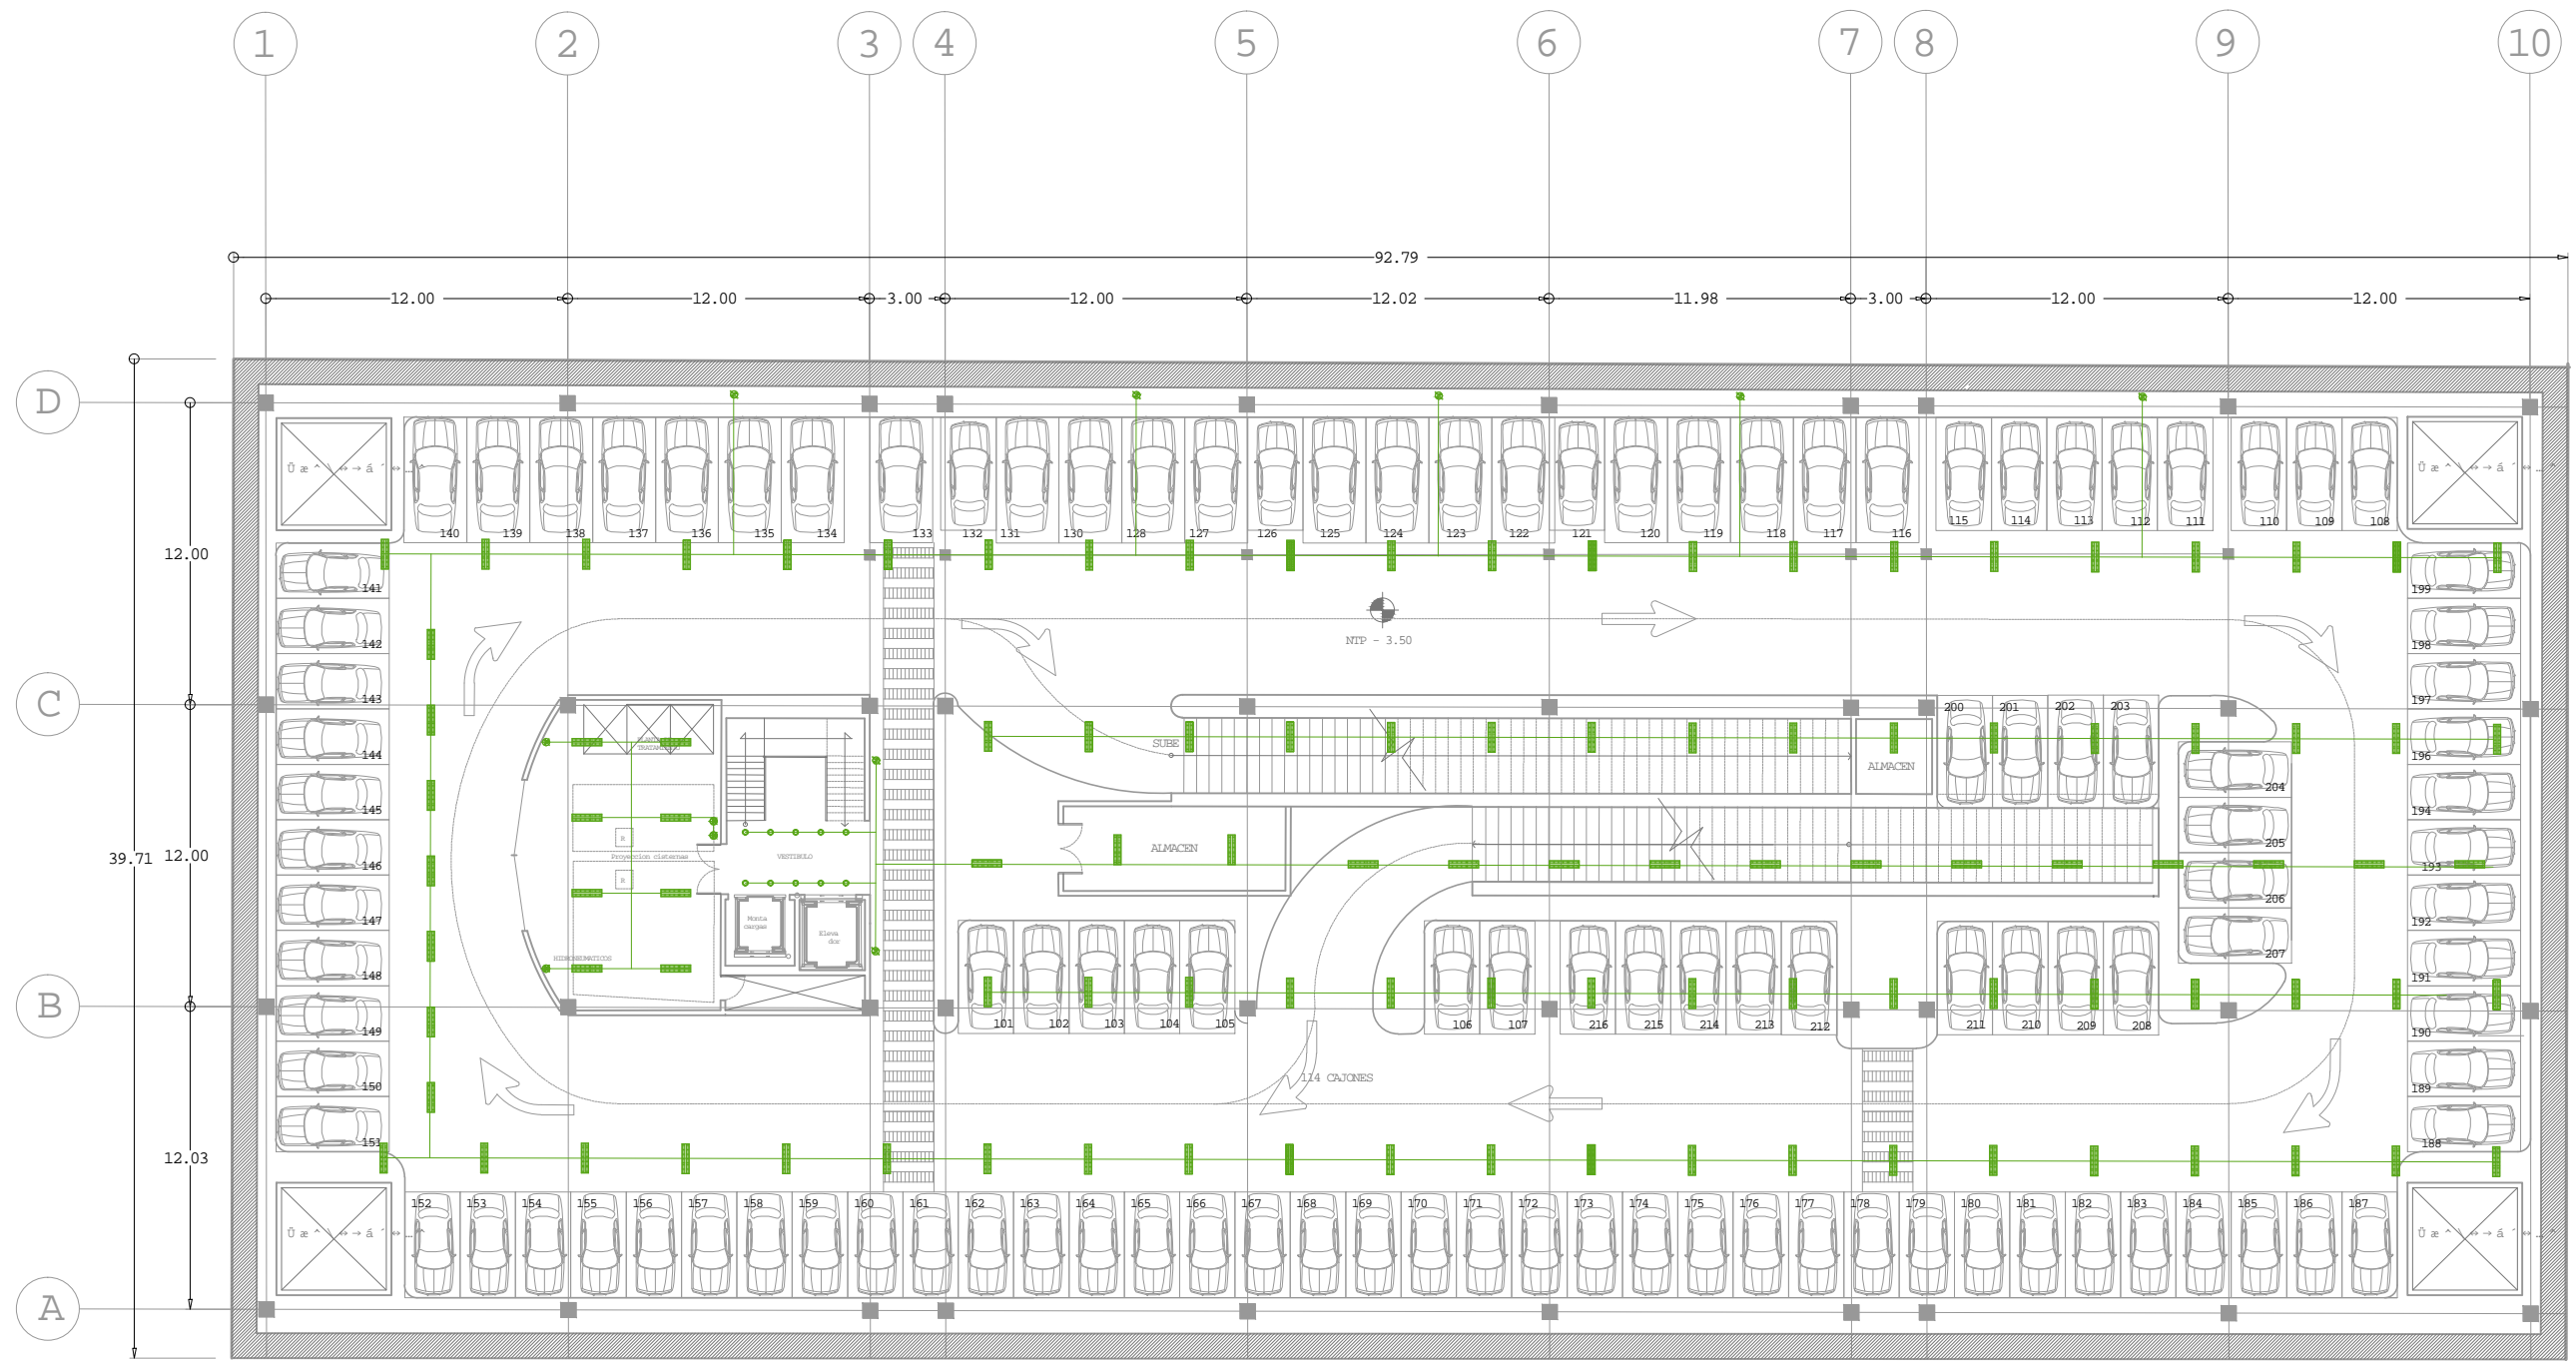 1 2 3 4 5 6 7 8 9 10
92.79
12.00 12.00 3.00 12.00 12.02 11.98 3.00 12.00 12.00
D
140 139 138 137 136 135 134 133 132 131 130 128 127 126 125 124 123 122 121 120 119 118 117 116 115 114 113 112 111 110 109 108
12.00
141 199
142 198
NTP - 3.50
143 197
C
200 201 202 203
SUBE
144 196
ALMACEN
204
145 194
205
ALMACEN
39.71 12.00
Proyeccion cisternas
VESTIBULO
R
R
146 193
206
147 192
Monta
cargas
Eleva
dor
207
HIDRONEUMATICOS
148 191
B
101 102 103 104 105 106 107 216 215 214 213 212 211 210 209 208
149 190
114 CAJONES
150 189
151 188
12.03
152 153 154 155 156 157 158 159 160 161 162 163 164 165 166 167 168 169 170 171 172 173 174 175 176 177 178 179 180 181 182 183 184 185 186 187
A